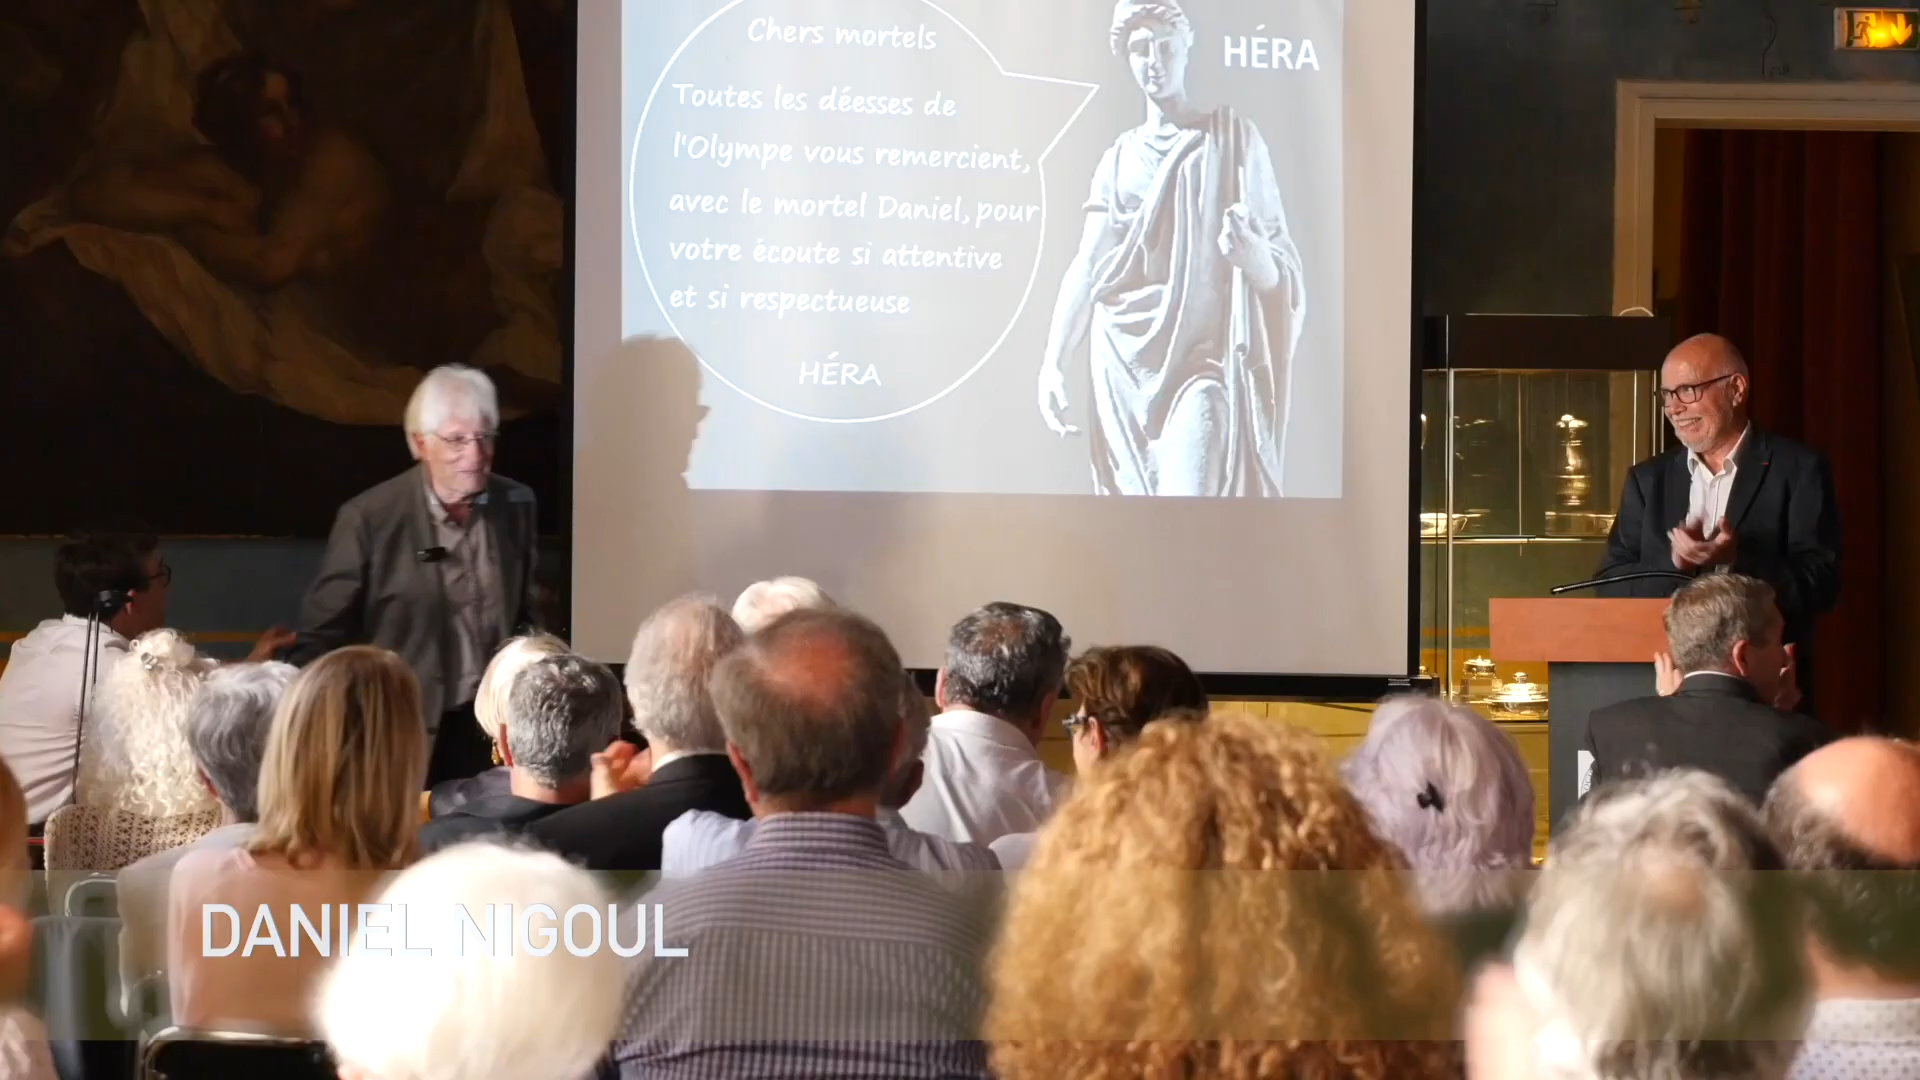 Chers mortels
HÉRA
Toutes les déesses de
l'Olympe vous remercient,
avec le mortel Daniel, pour
votre écoute si attentive
et si respectueuse
HÉRA
DANIEL NIGOUL